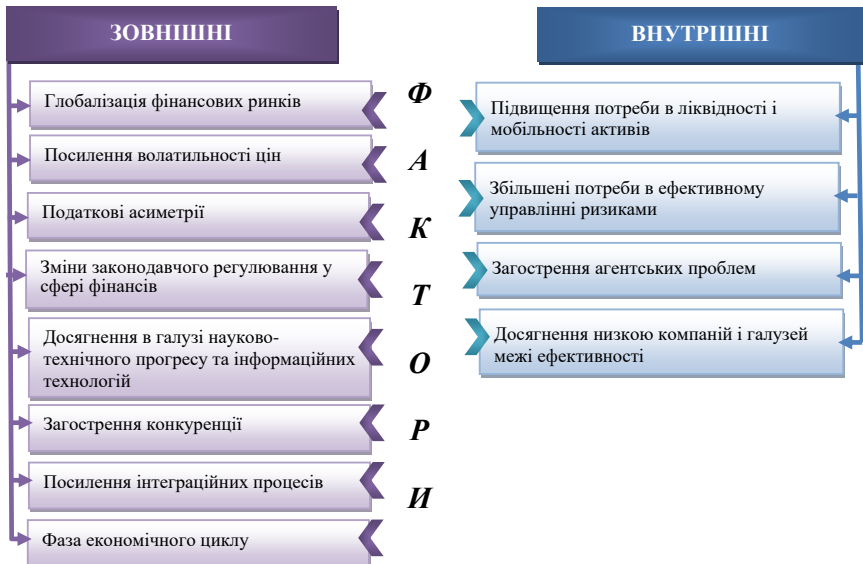 ЗОВНІШНІ
Глобалізація фінансових ринків
Посилення волатильності цін
Податкові асиметрії
Зміни законодавчого регулювання у
сфері фінансів
Досягнення в галузі науково-
технічного прогресу та інформаційних
технологій
Загострення конкуренції
Посилення інтеграційних процесів
Фаза економічного циклу
Ф
А
К
Т
О
Р
И
ВНУТРІШНІ
Підвищення потреби в ліквідності і
мобільності активів
Збільшені потреби в ефективному
управлінні ризиками
Загострення агентських проблем
Досягнення низкою компаній і галузей
межі ефективності